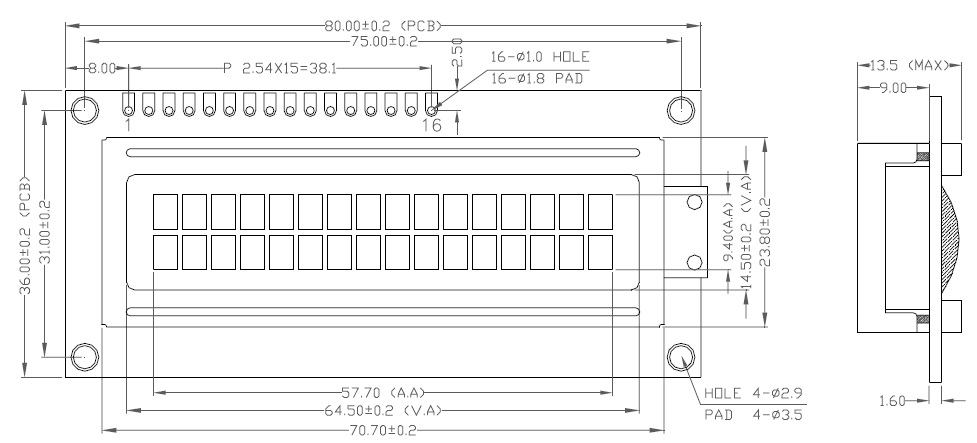 80.00±0.2 (PCB)
75.00±0.2
8.00
P 2.54X15=38.1
2.50
16-ø1.0 HOLE
16-ø1.8 PAD
13.5 (MAX)
9.00
1
16
36.00±0.2 (PCB)
31.00±0.2
9.40(A.A)
14.50±0.2 (V.A)
23.80±0.2
57.70 (A.A)
64.50±0.2 (V.A)
70.70±0.2
HOLE 4-ø2.9
PAD 4-ø3.5
1.60